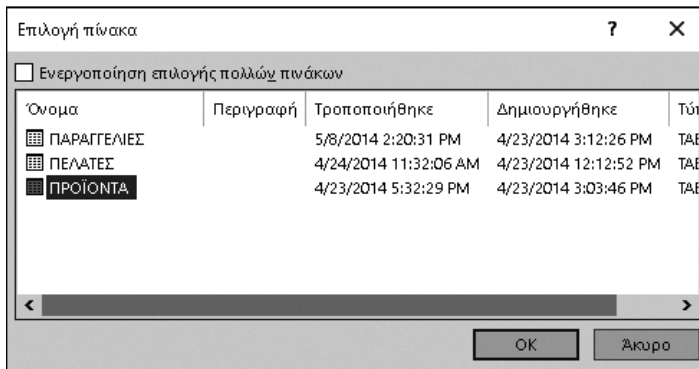 Επιλογή πίνακα ? ×
Ενεργοποίηση επιλογής πολλών πινάκων
Όνομα Περιγραφή Τροποποιήθηκε Δημιουργήθηκε
ΠΑΡΑΓΓΕΛΙΕΣ 5/8/2014 2:20:31 PM 4/23/2014 3:12:26 PM
ΠΕΛΑΤΕΣ 4/24/2014 11:32:06 AM 4/23/2014 12:12:52 PM
ΠΡΟΪΟΝΤΑ 4/23/2014 5:32:29 PM 4/23/2014 3:03:46 PM
OK Άκυρο